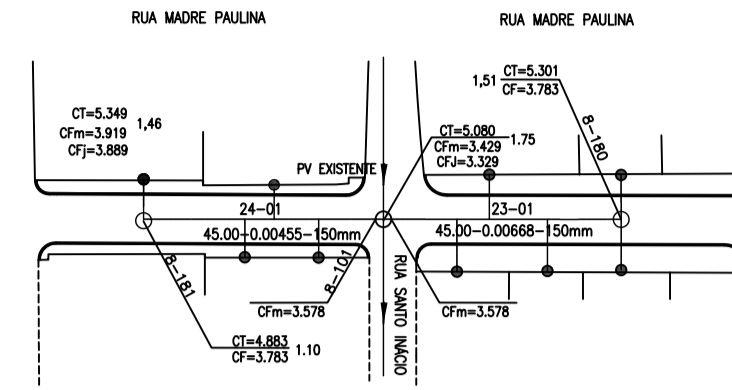 RUA MADRE PAULINA
RUA MADRE PAULINA
CT=5.349
CFm=3.919
CFj=3.889
1,46
1,51
CT=5.301
CF=3.783
8-180
CT=5.080
CFm=3.429
CFJ=3.329
1.75
PV EXISTENTE
24-01
23-01
45.00-0.00455-150mm
45.00-0.00668-150mm
8-181
8-101
RUA SANTO INÁCIO
CFm=3.578
CFm=3.578
CT=4.883
CF=3.783
1.10